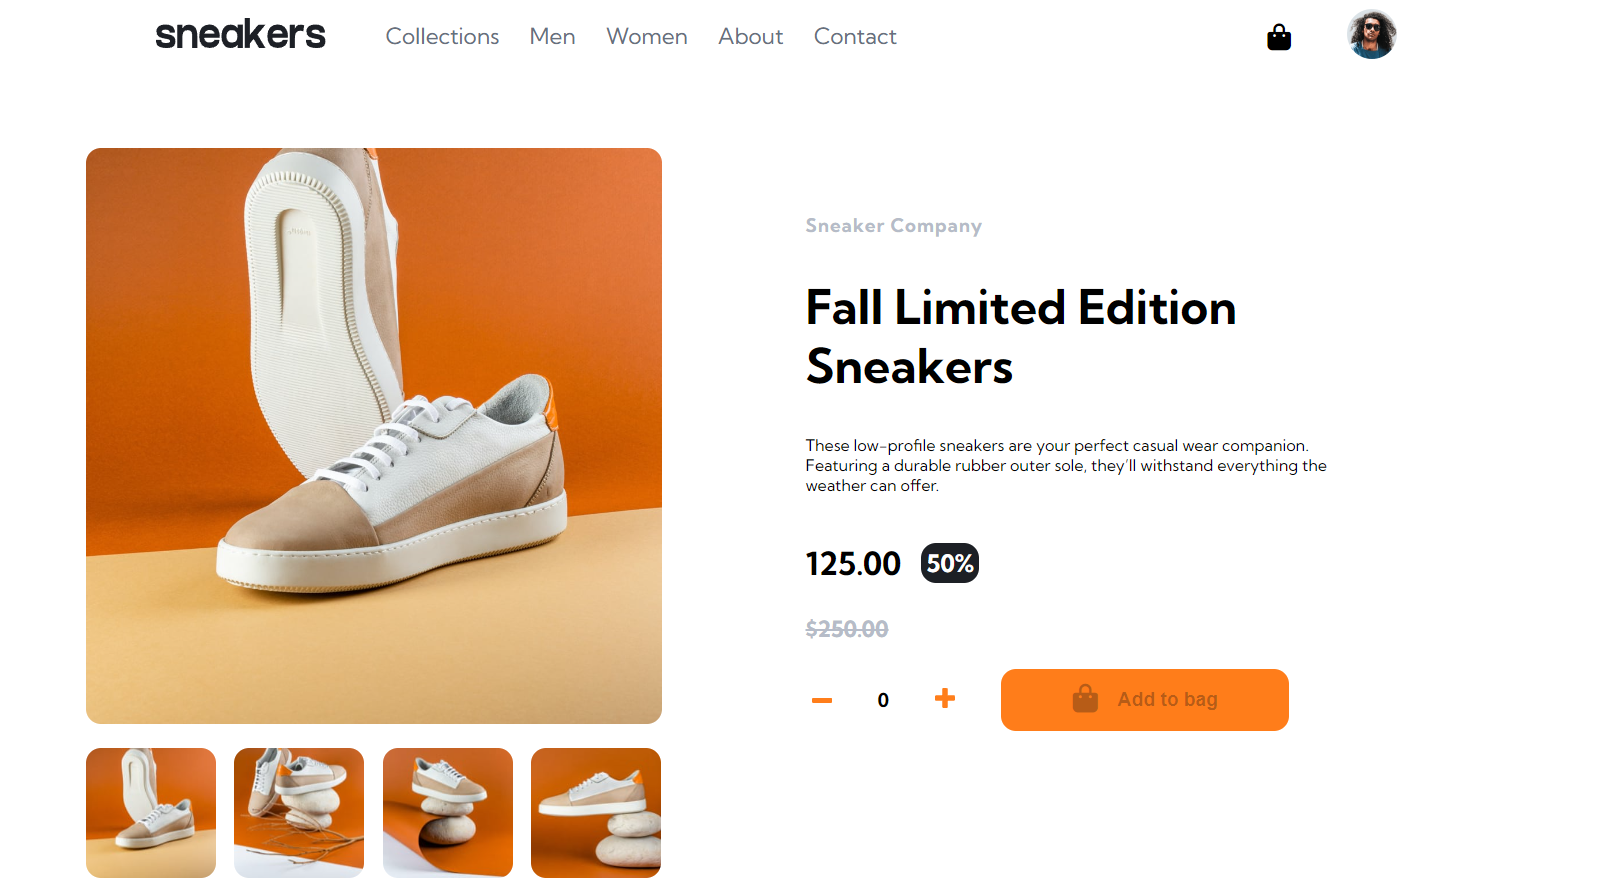 sneakers
Collections Men Women About Contact
Sneaker Company
Fall Limited Edition
Sneakers
These low-profile sneakers are your perfect casual wear companion.
Featuring a durable rubber outer sole, they’ll withstand everything the
weather can offer.
125.00 50%
$250.00
0 Add to bag